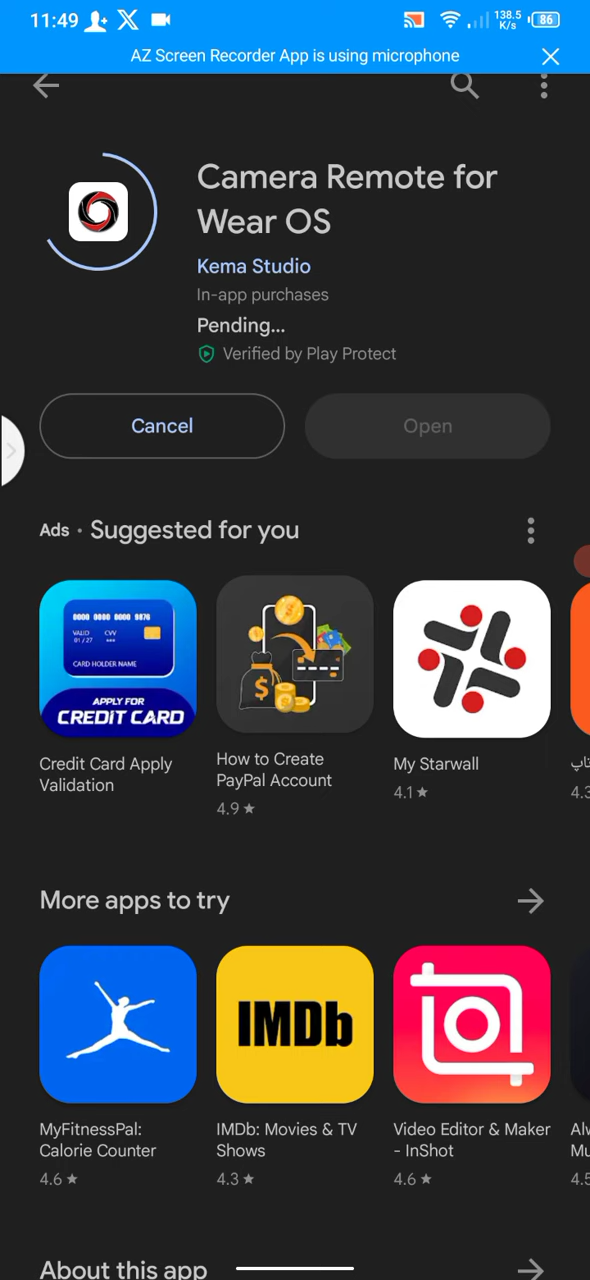 11:49
138.5
K/s
86
AZ Screen Recorder App is using microphone
Camera Remote for
Wear OS
Kema Studio
In-app purchases
Pending...
Verified by Play Protect
Cancel
Open
Ads • Suggested for you
0000 0000 0000 9876
VALID
01 / 27
CVV
***
CARD HOLDER NAME
APPLY FOR
CREDIT CARD
Credit Card Apply
Validation
How to Create
PayPal Account
4.9 ★
My Starwall
4.1 ★
تاپ
4.3
More apps to try
IMDb
MyFitnessPal:
Calorie Counter
4.6 ★
IMDb: Movies & TV
Shows
4.3 ★
Video Editor & Maker
- InShot
4.6 ★
Alw
Mu
4.5
About this app